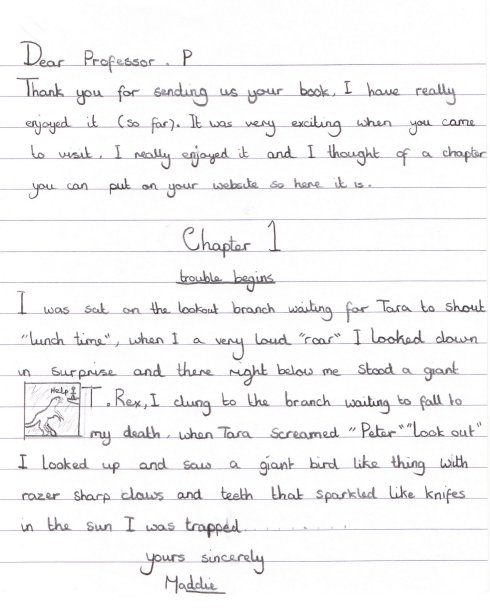 Dear Professor. P
Thank you for sending us your book, I have really
enjoyed it (so far). It was very exciting when you came
to visit, I really enjoyed it and I thought of a chapter
you can put on your website so here it is.
Chapter 1
trouble begins
I was sat on the lookout branch waiting for Tara to shout
"lunch time", when I a very loud "roar" I looked down
in surprise and there right below me stood a giant
Help
T. Rex, I clung to the branch waiting to fall to
my death, when Tara screamed "Peter" "Look out"
I looked up and saw a giant bird like thing with
razer sharp claws and teeth that sparkled like knifes
in the sun I was trapped..........
yours sincerely
Maddie